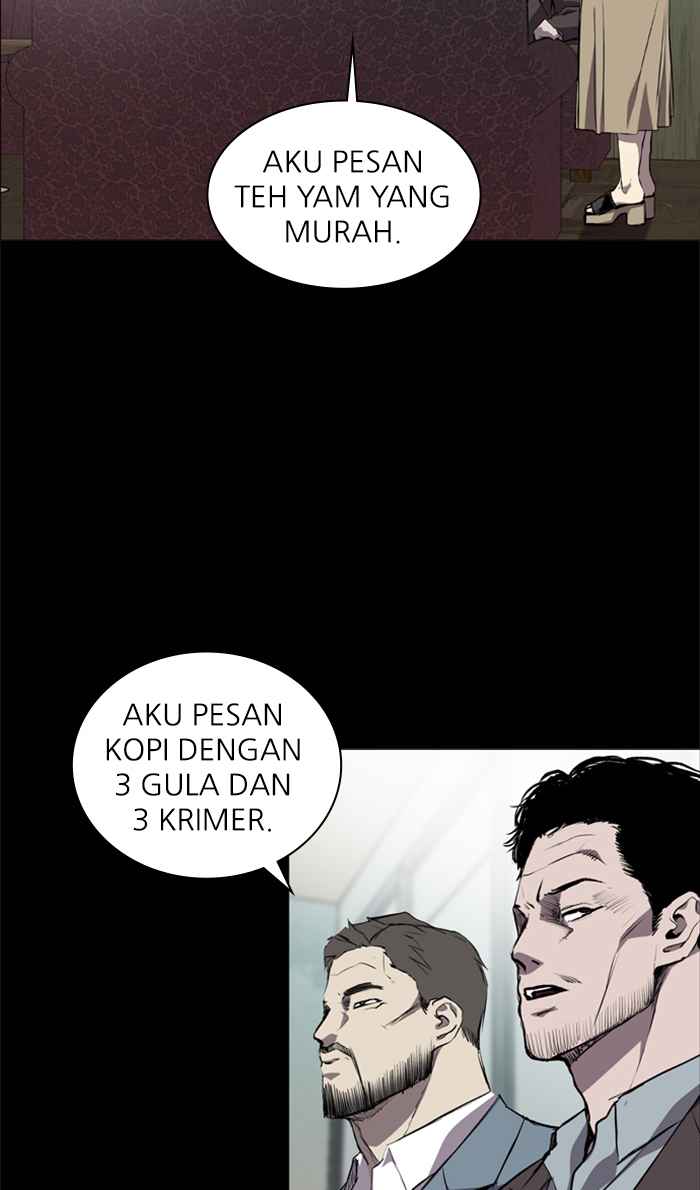 AKU PESAN
TEH YAM YANG
MURAH.
AKU PESAN
KOPI DENGAN
3 GULA DAN
3 KRIMER.